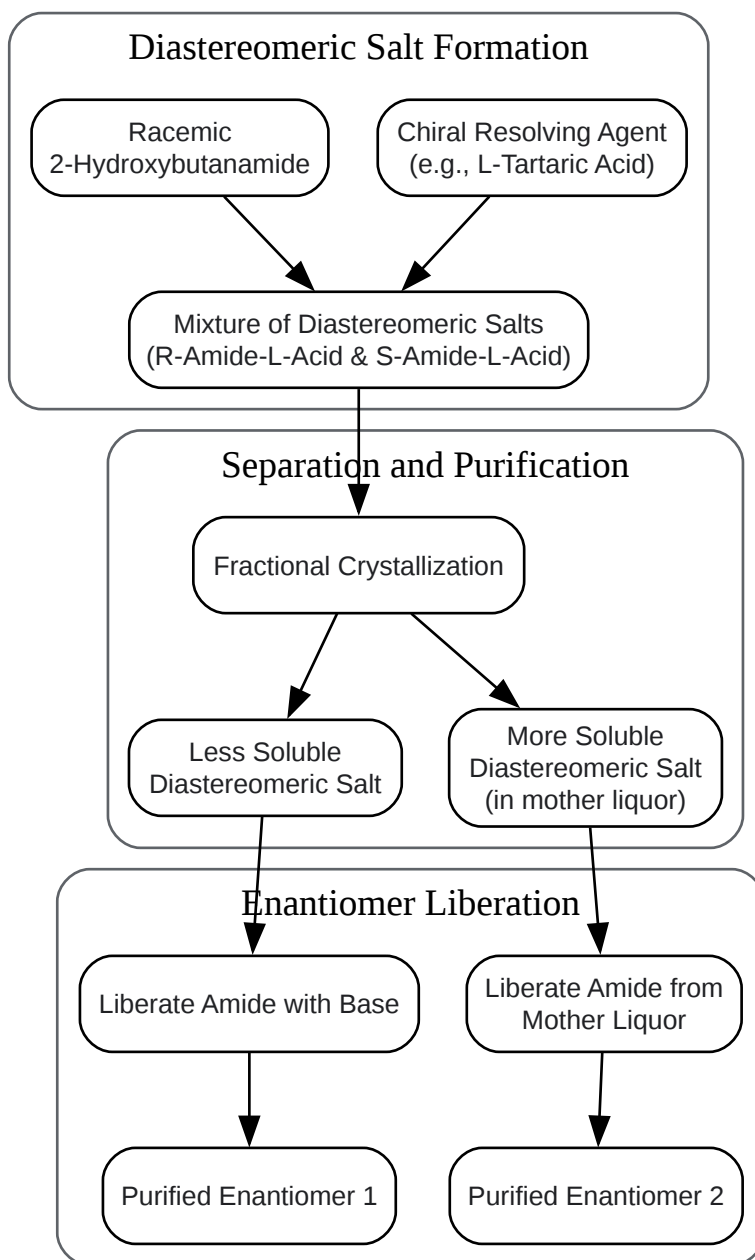 Diastereomeric Salt Formation
Racemic
2-Hydroxybutanamide
Chiral Resolving Agent
(e.g., L-Tartaric Acid)
Mixture of Diastereomeric Salts
(R-Amide-L-Acid & S-Amide-L-Acid)
Separation and Purification
Fractional Crystallization
Less Soluble
Diastereomeric Salt
More Soluble
Diastereomeric Salt
(in mother liquor)
Enantiomer Liberation
Liberate Amide with Base
Liberate Amide from
Mother Liquor
Purified Enantiomer 1
Purified Enantiomer 2